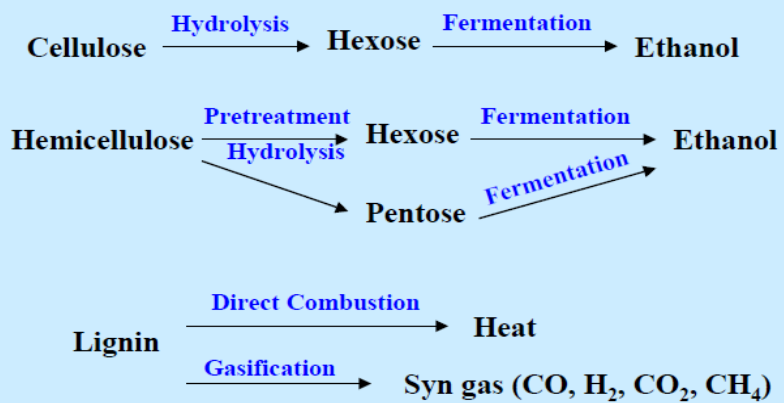 Hydrolysis Fermentation
Cellulose Hexose Ethanol
Pretreatment Fermentation
Hemicellulose Hexose Ethanol
Hydrolysis Fermentation
Pentose
Direct Combustion
Lignin Heat
Gasification
Syn gas (CO, H₂, CO₂, CH₄)